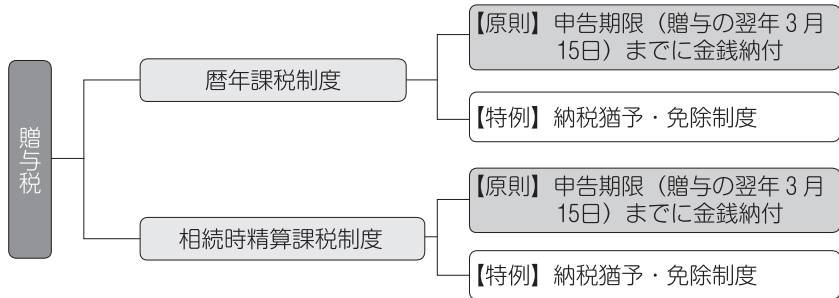 贈与税
暦年課税制度
【原則】申告期限（贈与の翌年３月
15日）までに金銭納付
【特例】納税猶予・免除制度
相続時精算課税制度
【原則】申告期限（贈与の翌年３月
15日）までに金銭納付
【特例】納税猶予・免除制度